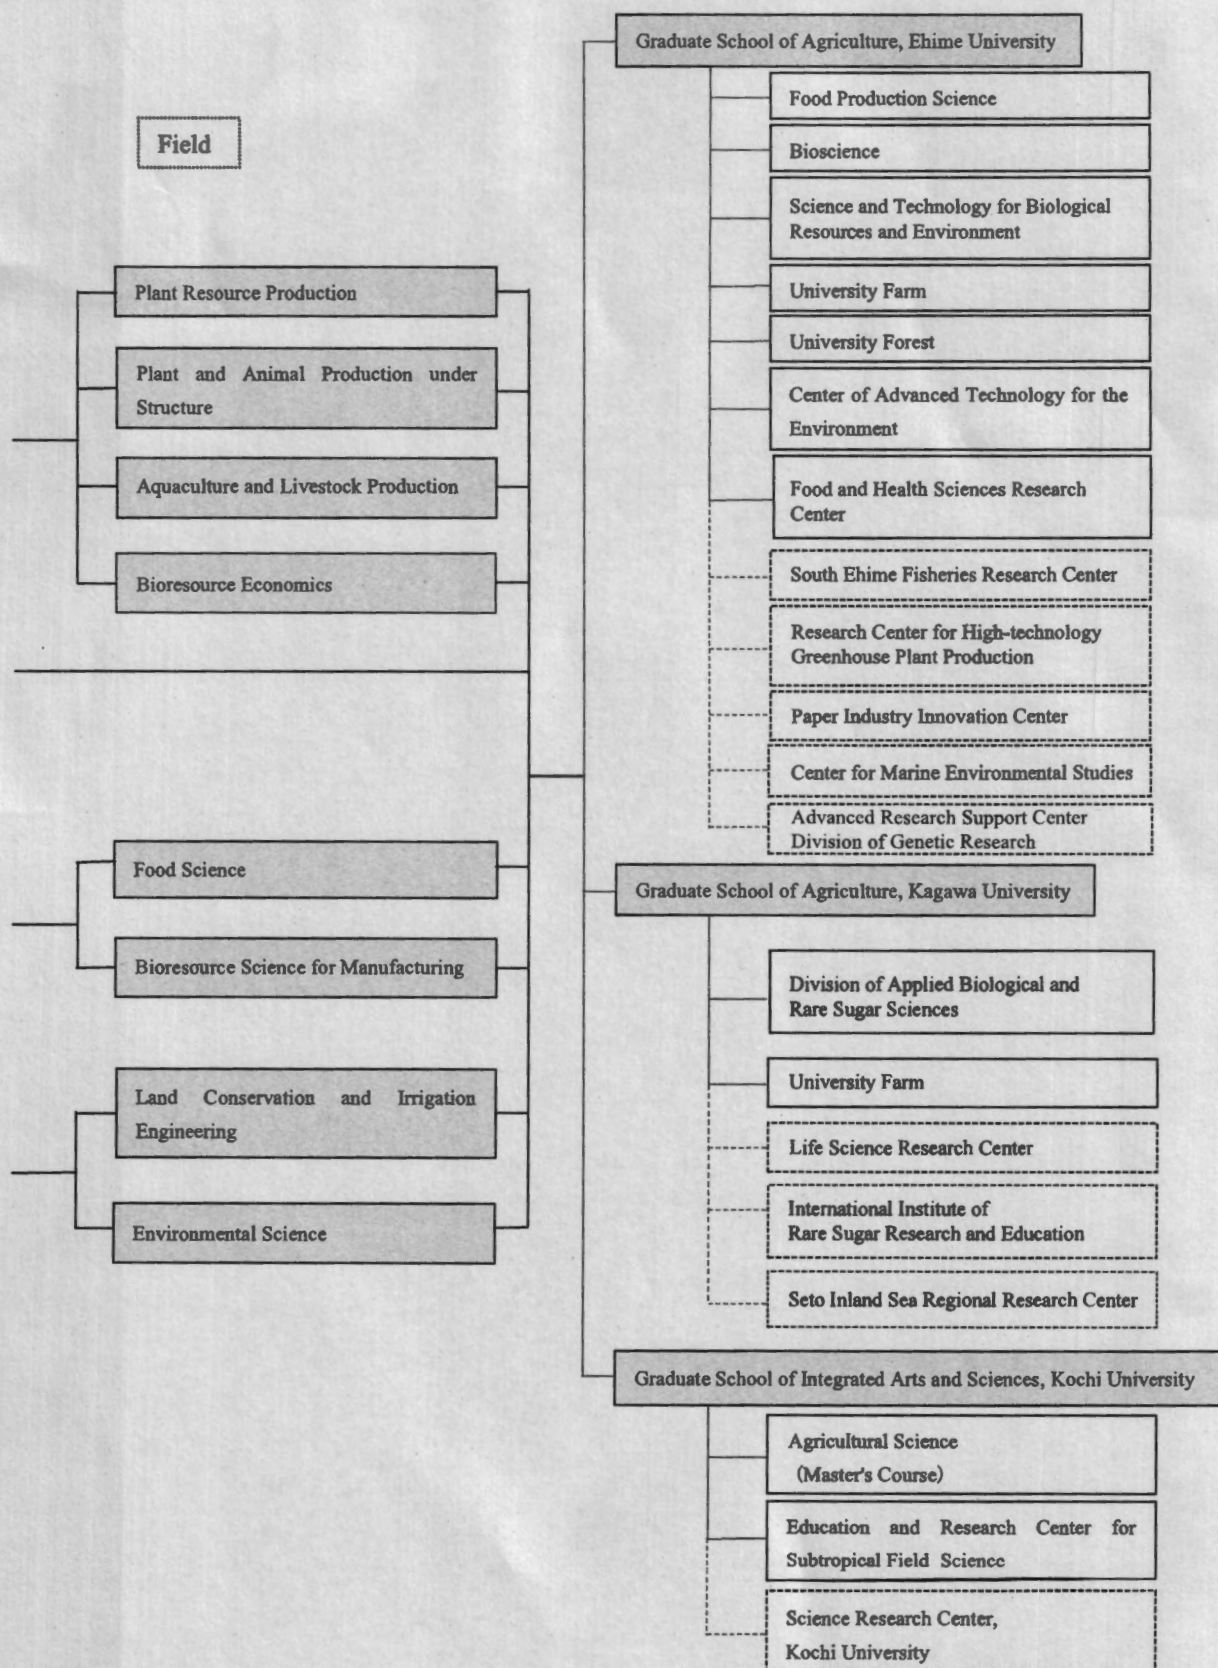 Field
Plant Resource Production
Plant and Animal Production under
Structure
Aquaculture and Livestock Production
Bioresource Economics
Food Science
Bioresource Science for Manufacturing
Land Conservation and Irrigation
Engineering
Environmental Science
Graduate School of Agriculture, Ehime University
Food Production Science
Bioscience
Science and Technology for Biological
Resources and Environment
University Farm
University Forest
Center of Advanced Technology for the
Environment
Food and Health Sciences Research
Center
South Ehime Fisheries Research Center
Research Center for High-technology
Greenhouse Plant Production
Paper Industry Innovation Center
Center for Marine Environmental Studies
Advanced Research Support Center
Division of Genetic Research
Graduate School of Agriculture, Kagawa University
Division of Applied Biological and
Rare Sugar Sciences
University Farm
Life Science Research Center
International Institute of
Rare Sugar Research and Education
Seto Inland Sea Regional Research Center
Graduate School of Integrated Arts and Sciences, Kochi University
Agricultural Science
(Master's Course)
Education and Research Center for
Subtropical Field Science
Science Research Center,
Kochi University